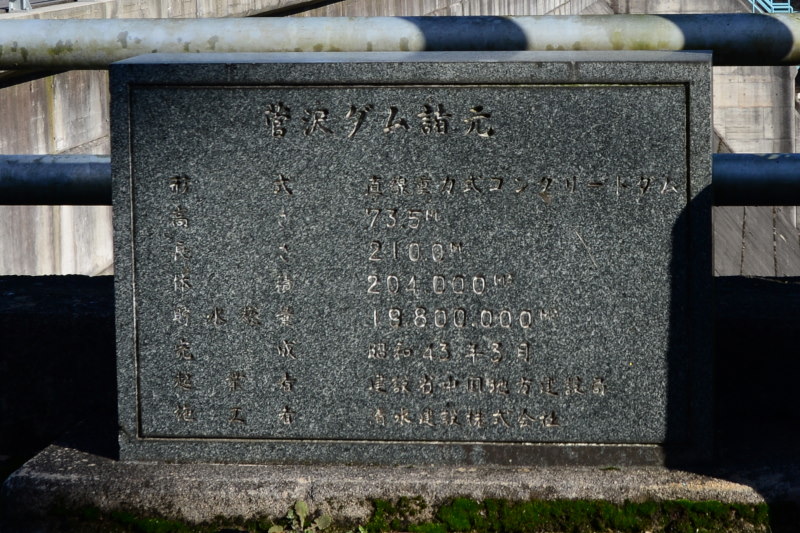 菅沢ダム諸元
形式 直線重力式コンクリートダム
高さ 73.5M
長さ 210.0M
体積 204,000M³
貯水容量 19,800,000M³
完成 昭和43年3月
起業者 建設省中国地方建設局
施工者 清水建設株式会社